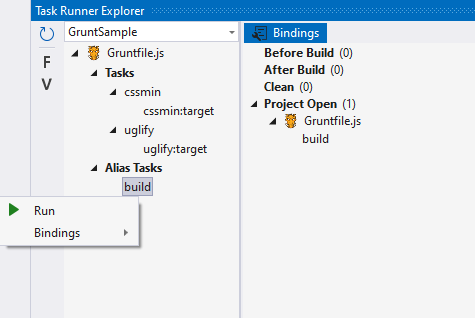 Task Runner Explorer
GruntSample
F
V
Gruntfile.js
Tasks
cssmin
cssmin:target
uglify
uglify:target
Alias Tasks
build
Run
Bindings
Bindings
Before Build (0)
After Build (0)
Clean (0)
Project Open (1)
Gruntfile.js
build